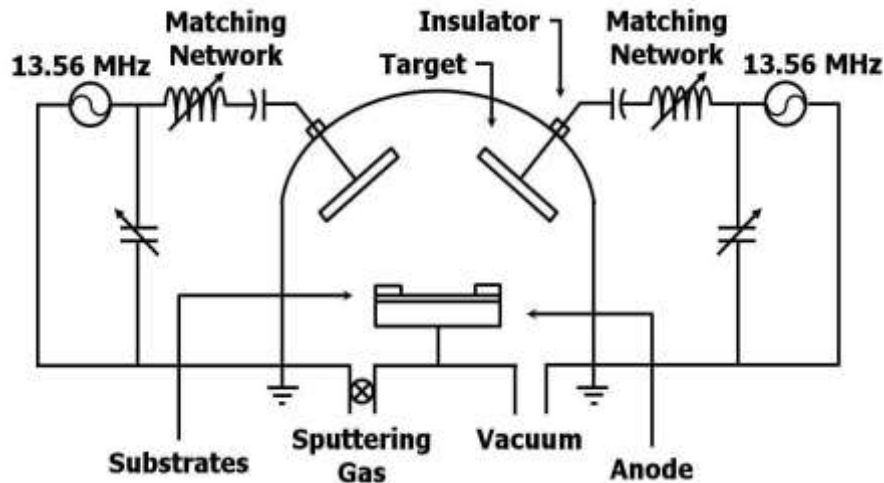 Insulator
Matching
Network
Matching
Network
13.56 MHz
Target
13.56 MHz
Substrates
Sputtering
Gas
Vacuum
Anode